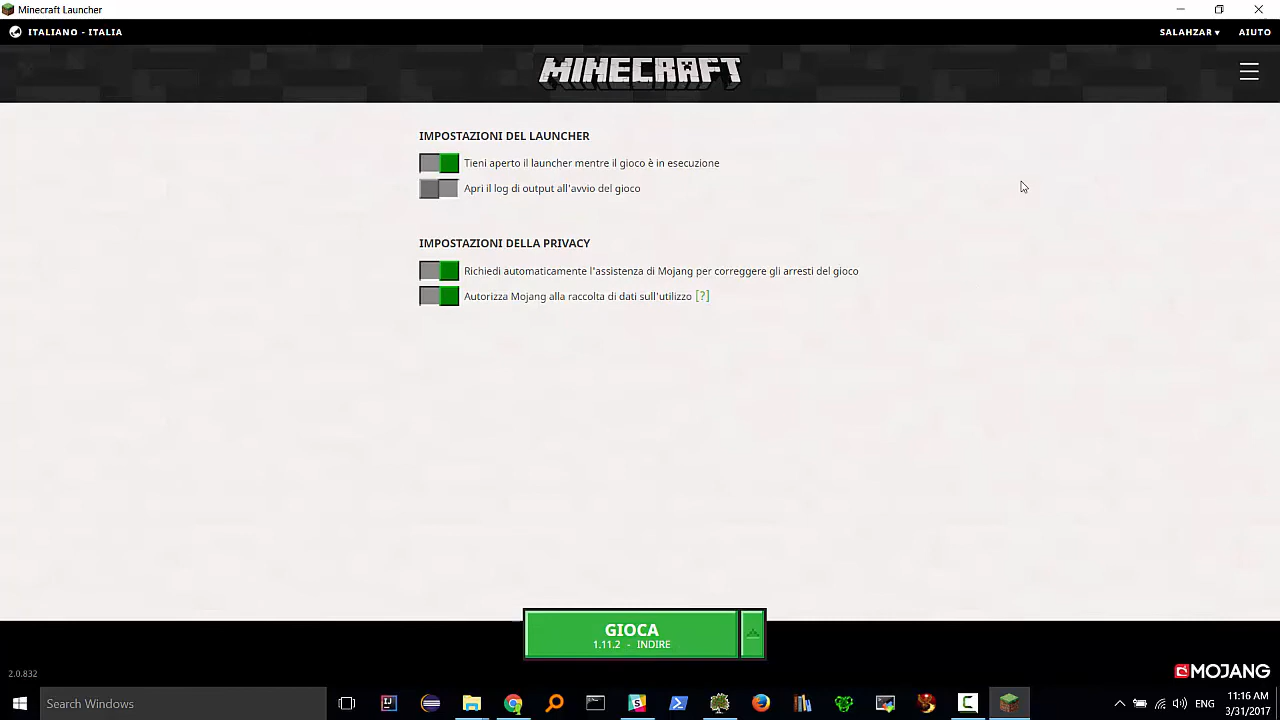 Minecraft Launcher
ITALIANO - ITALIA
SALAHZAR ▾ AIUTO
MINECRAFT
IMPOSTAZIONI DEL LAUNCHER
Tieni aperto il launcher mentre il gioco è in esecuzione
Apri il log di output all'avvio del gioco
IMPOSTAZIONI DELLA PRIVACY
Richiedi automaticamente l'assistenza di Mojang per correggere gli arresti del gioco
Autorizza Mojang alla raccolta di dati sull'utilizzo [?]
GIOCA
1.11.2 - INDIRE
2.0.832
MOJANG
Search Windows
ENG
11:16 AM
3/31/2017